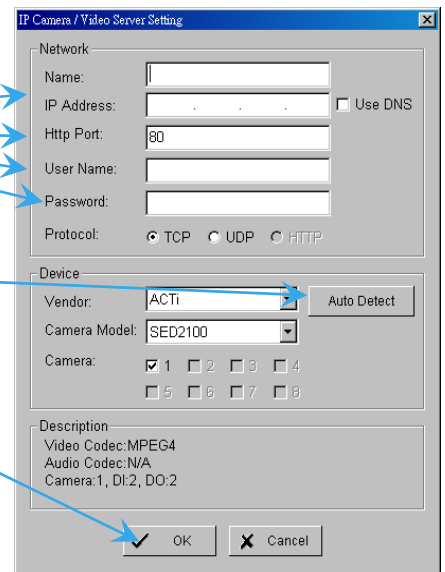 IP Camera / Video Server Setting
Network
Name:
IP Address: . . . Use DNS
Http Port: 80
User Name:
Password:
Protocol: TCP UDP HTTP
Device
Vendor: ACTi Auto Detect
Camera Model: SED2100
Camera: 1 2 3 4
5 6 7 8
Description
Video Codec:MPEG4
Audio Codec:N/A
Camera:1, DI:2, DO:2
OK Cancel